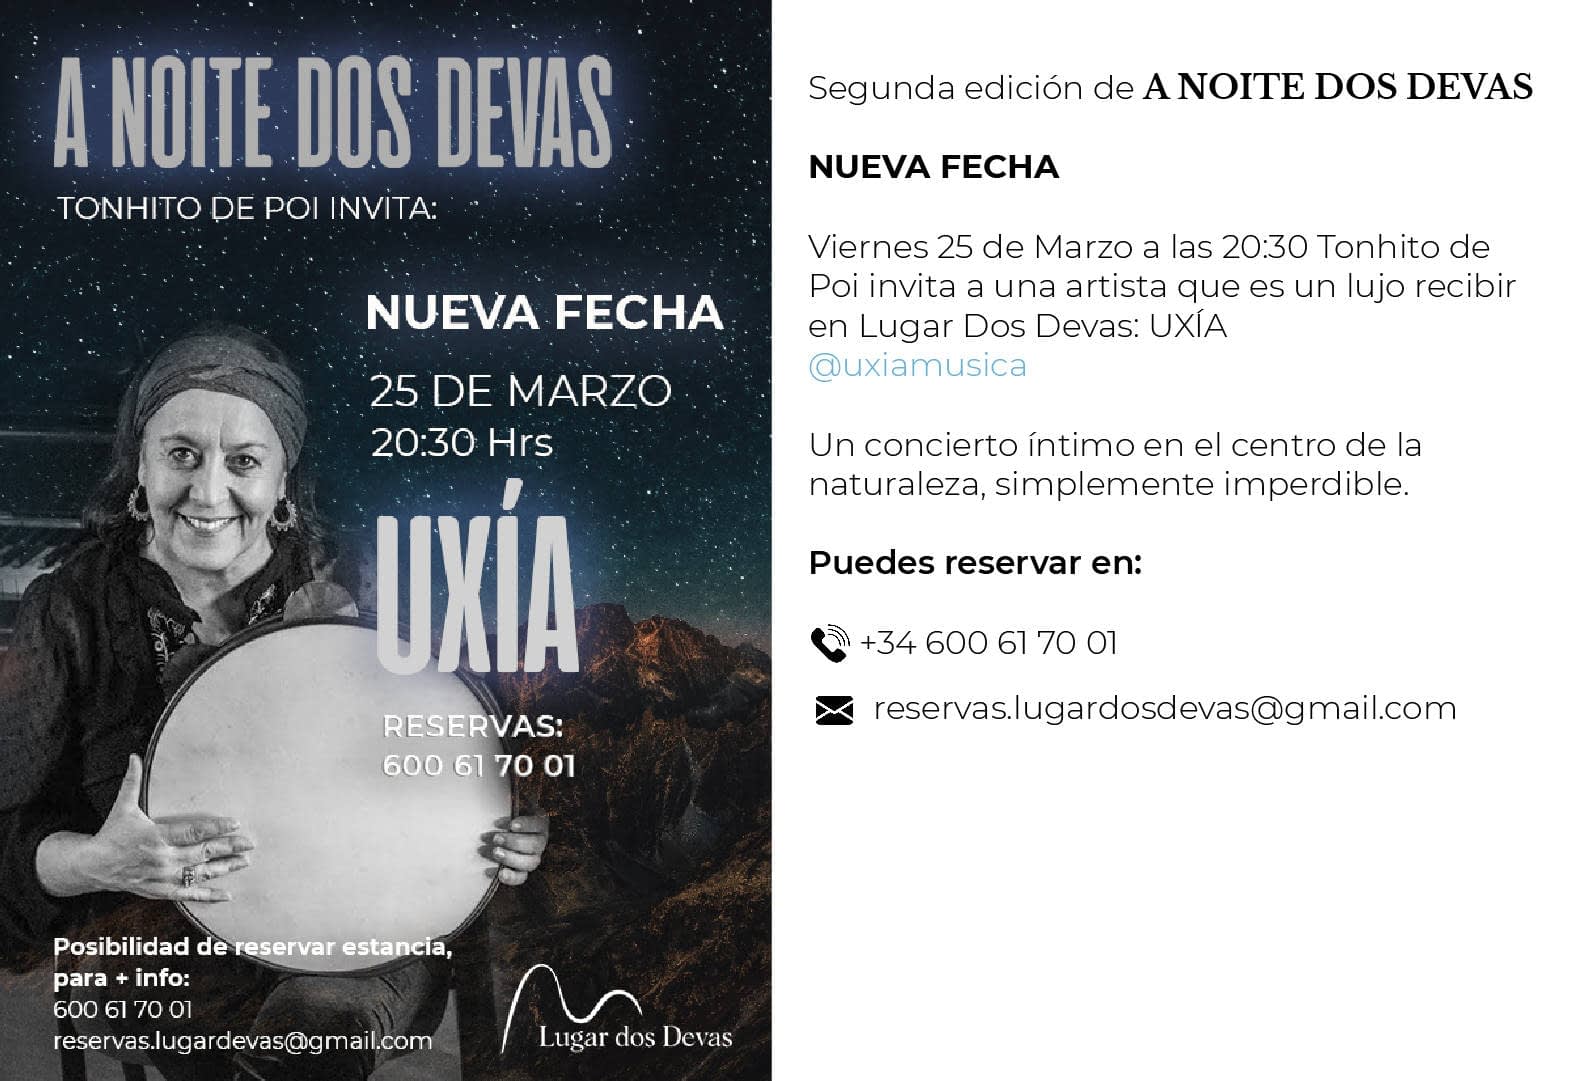 A NOITE DOS DEVAS
TONHITO DE POI INVITA:
NUEVA FECHA
25 DE MARZO
20:30 Hrs
UXÍA
RESERVAS:
600 61 70 01
Posibilidad de reservar estancia,
para + info:
600 61 70 01
reservas.lugardevas@gmail.com
Lugar dos Devas
Segunda edición de A NOITE DOS DEVAS
NUEVA FECHA
Viernes 25 de Marzo a las 20:30 Tonhito de
Poi invita a una artista que es un lujo recibir
en Lugar Dos Devas: UXÍA
@uxiamusica
Un concierto íntimo en el centro de la
naturaleza, simplemente imperdible.
Puedes reservar en:
+34 600 61 70 01
reservas.lugardosdevas@gmail.com